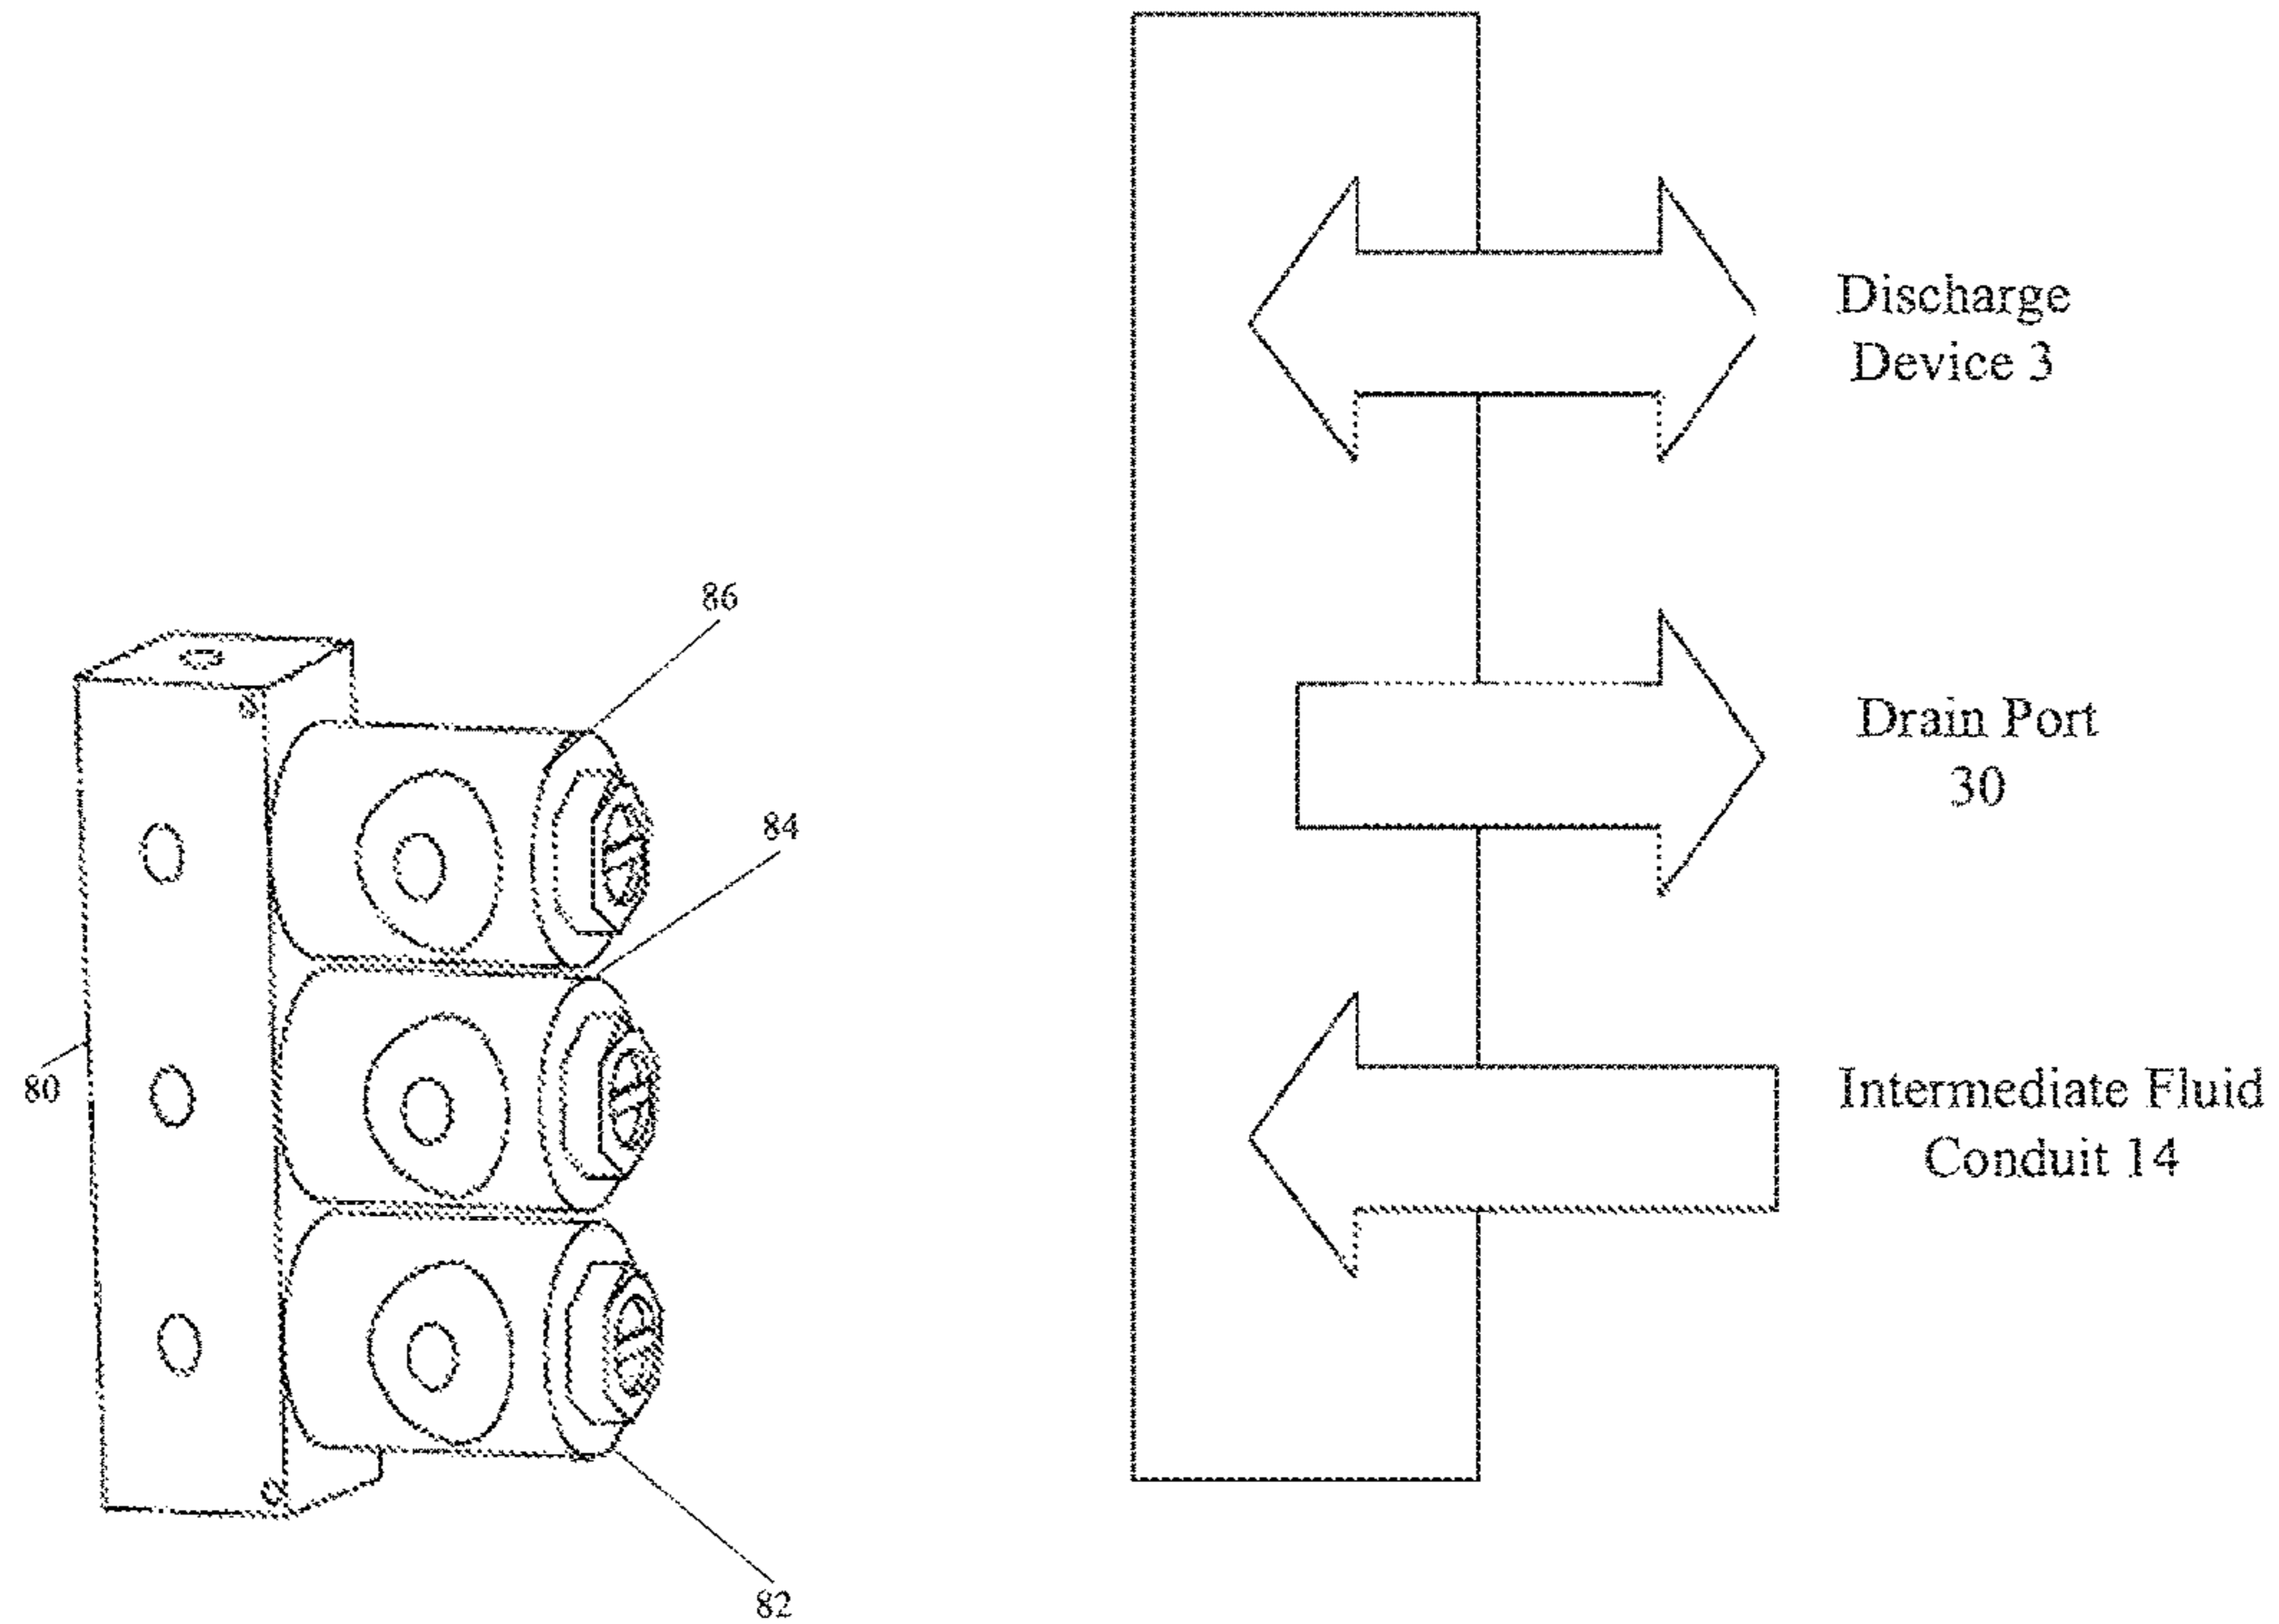 86
84
80
82
Discharge
Device 3
Drain Port
30
Intermediate Fluid
Conduit 14